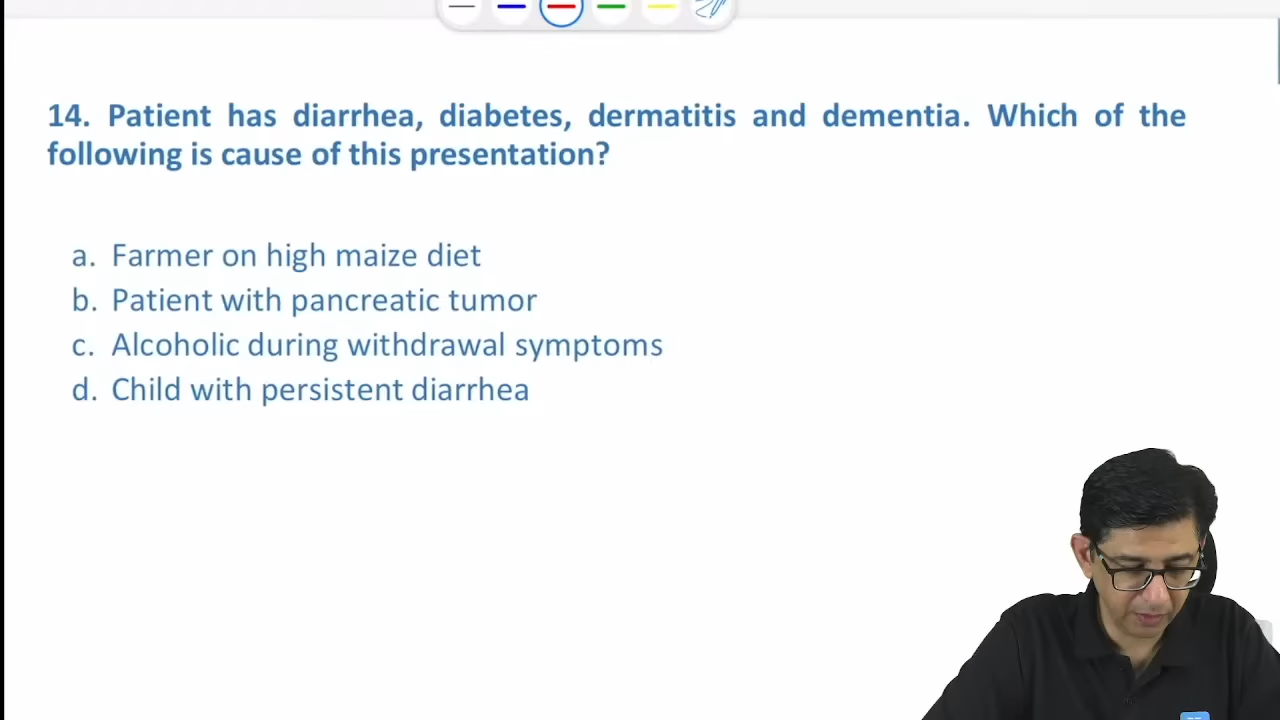 14. Patient has diarrhea, diabetes, dermatitis and dementia. Which of the
following is cause of this presentation?
a. Farmer on high maize diet
b. Patient with pancreatic tumor
c. Alcoholic during withdrawal symptoms
d. Child with persistent diarrhea